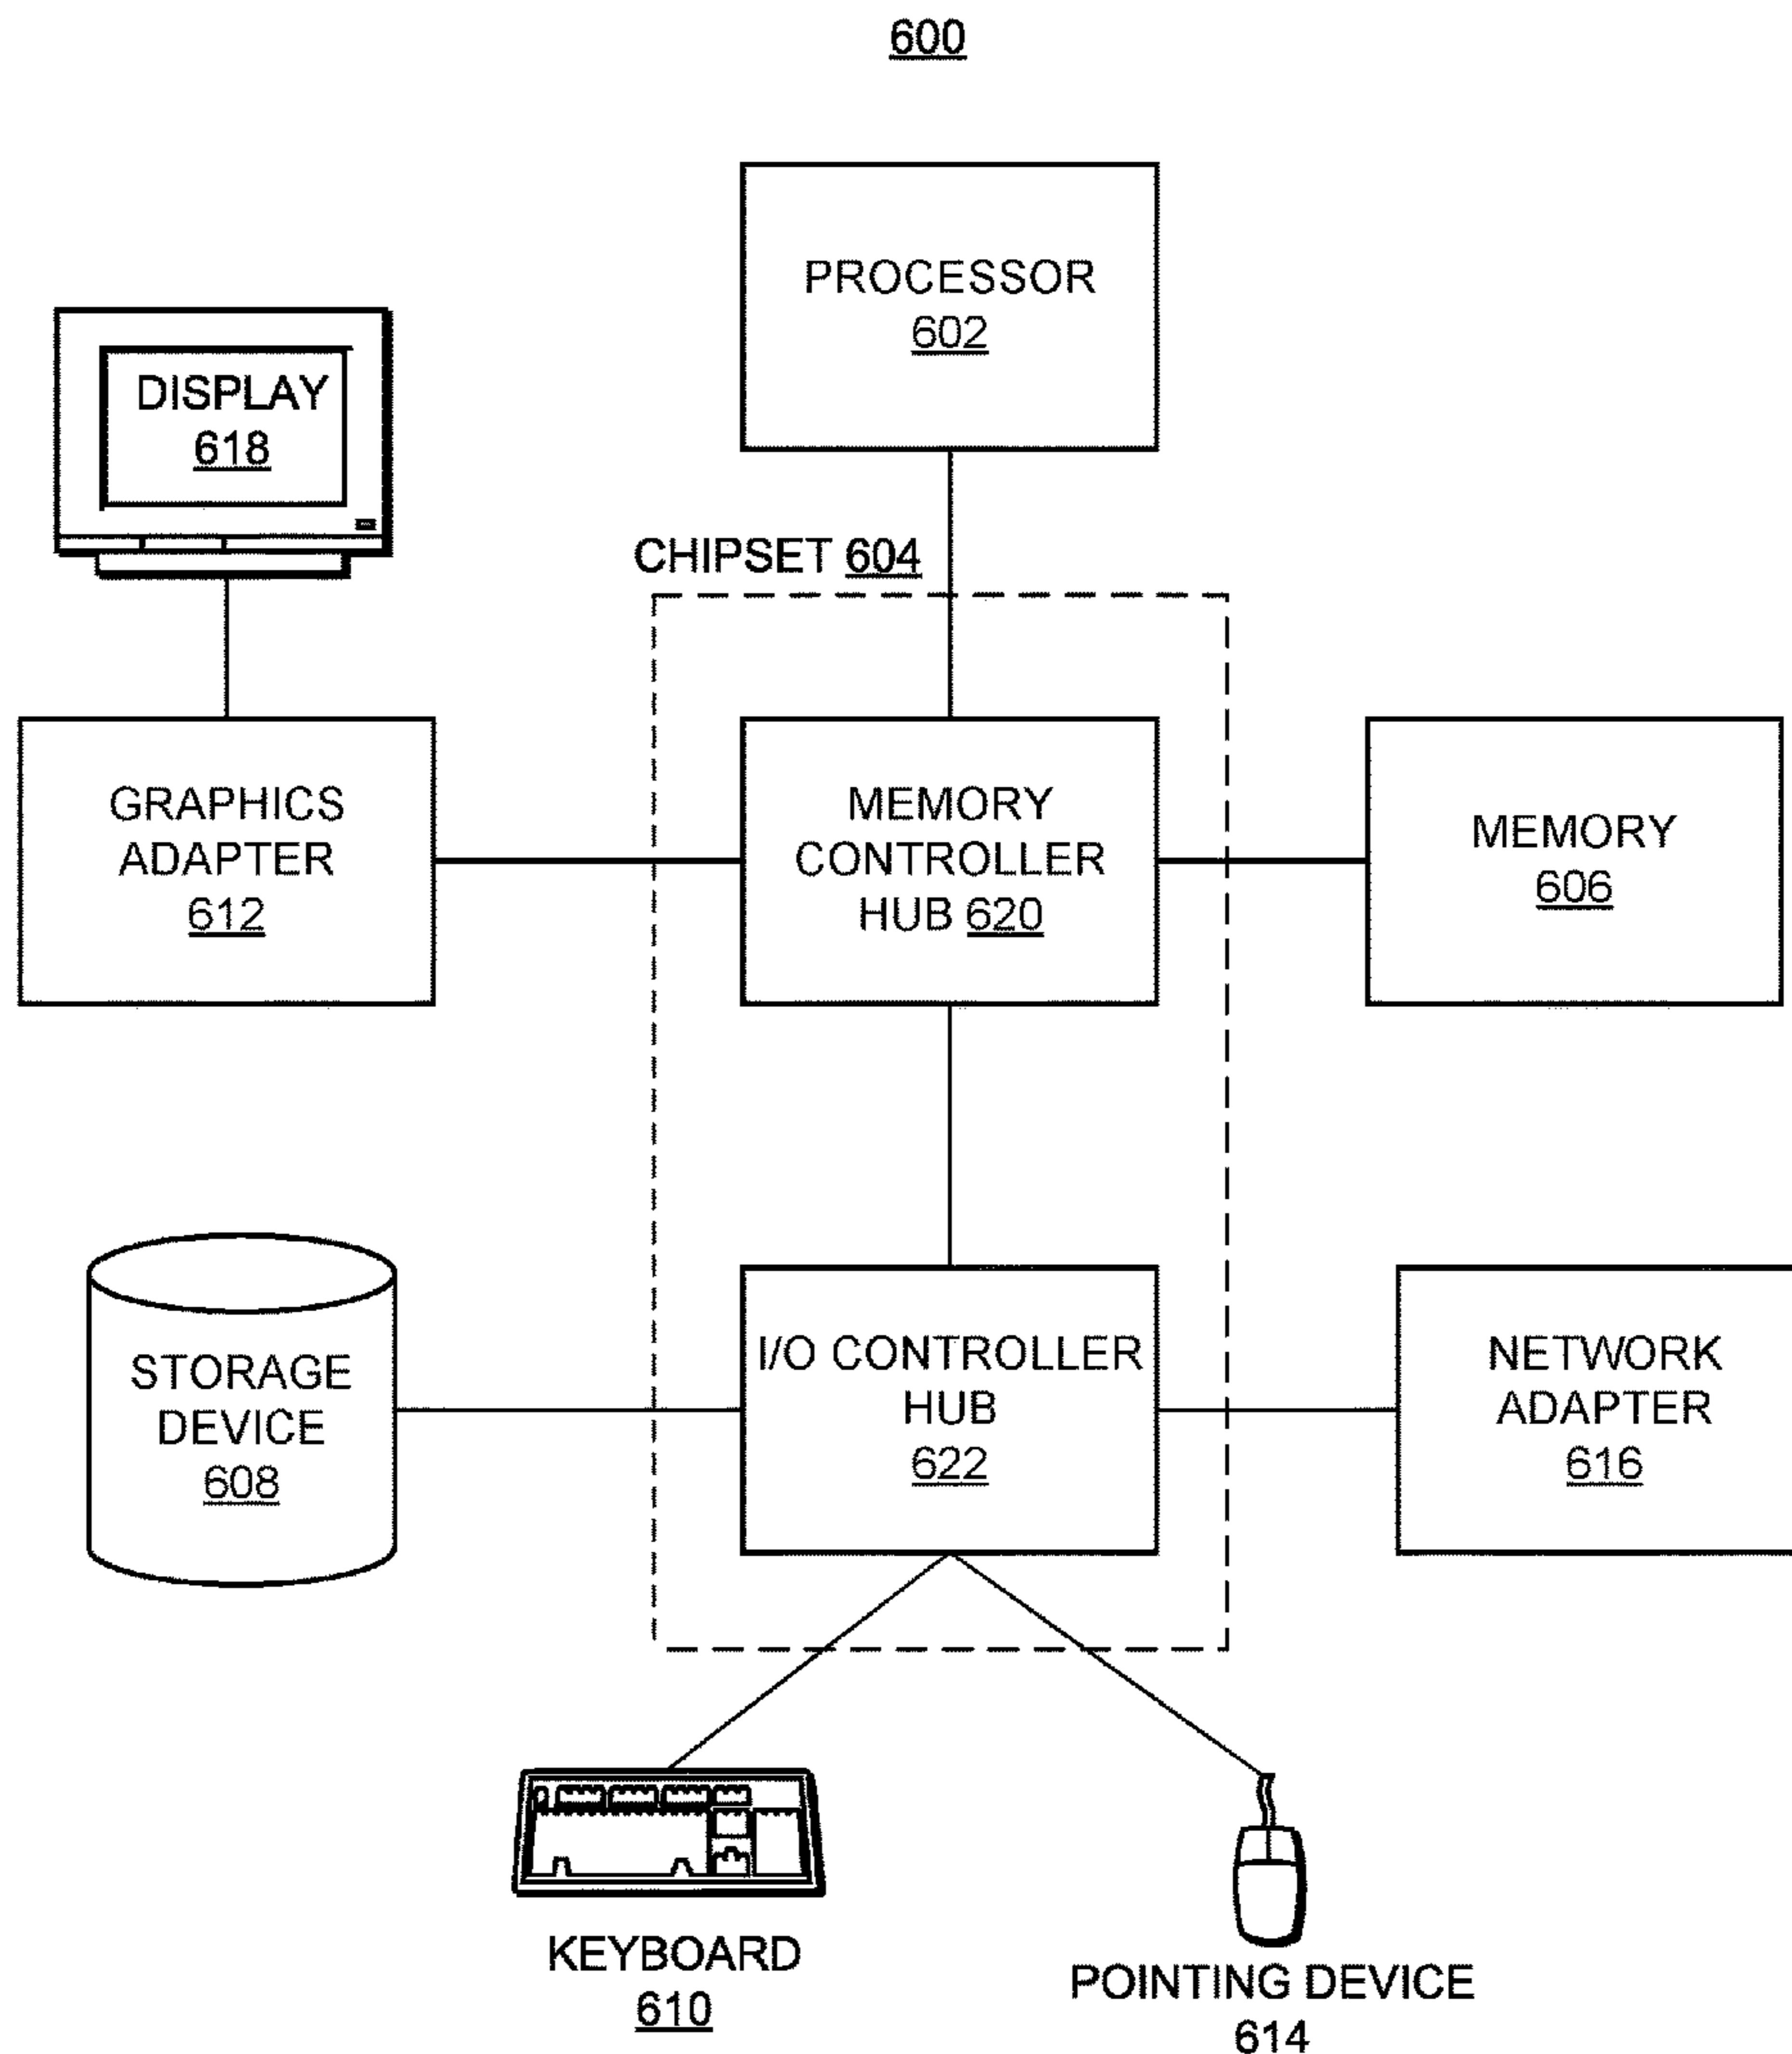 600
PROCESSOR
602
DISPLAY
618
CHIPSET 604
GRAPHICS
ADAPTER
612
MEMORY
CONTROLLER
HUB 620
MEMORY
606
STORAGE
DEVICE
608
I/O CONTROLLER
HUB
622
NETWORK
ADAPTER
616
KEYBOARD
610
POINTING DEVICE
614